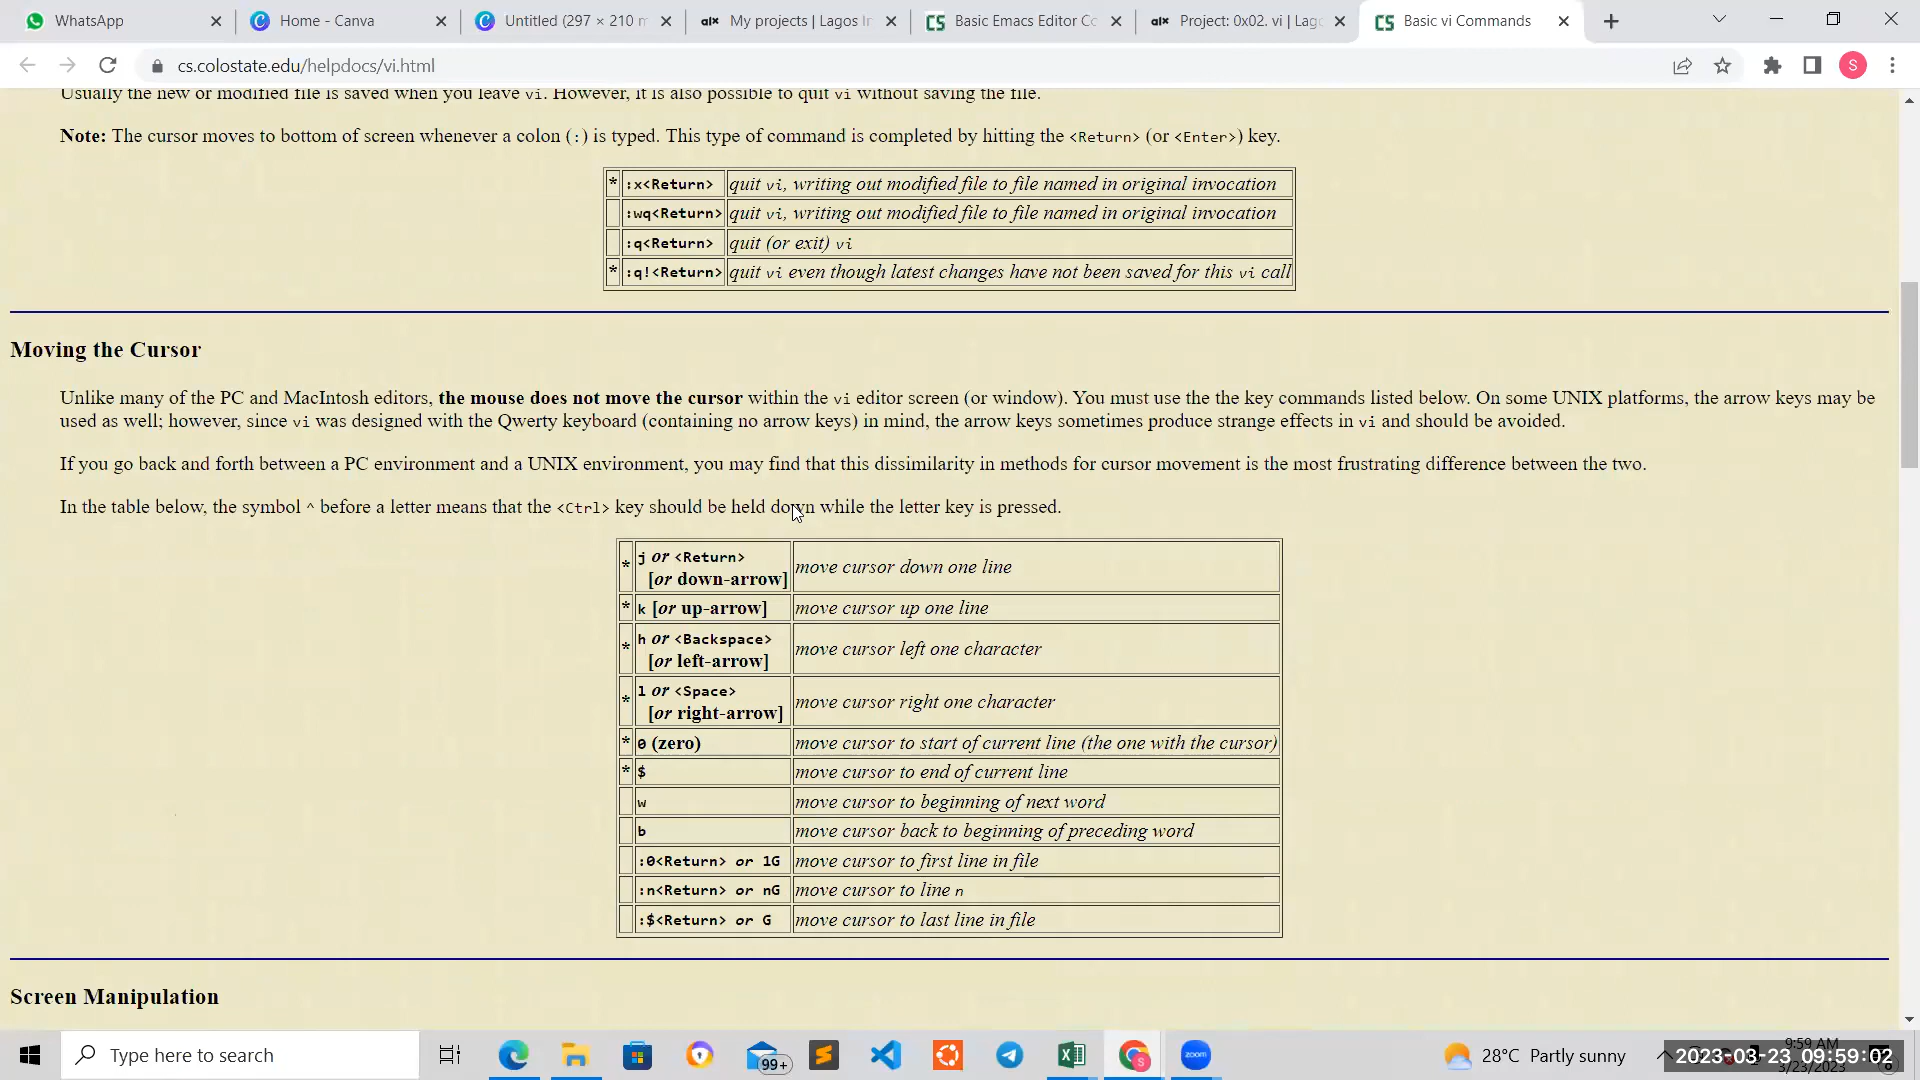 WhatsApp
Home - Canva
Untitled (297 × 210 m
My projects | Lagos In
Basic Emacs Editor Co
Project: 0x02. vi | Lago
Basic vi Commands
cs.colostate.edu/helpdocs/vi.html
S
Usually the new or modified file is saved when you leave vi. However, it is also possible to quit vi without saving the file.
Note: The cursor moves to bottom of screen whenever a colon (:) is typed. This type of command is completed by hitting the <Return> (or <Enter>) key.
* :x<Return> quit vi, writing out modified file to file named in original invocation
:wq<Return> quit vi, writing out modified file to file named in original invocation
:q<Return> quit (or exit) vi
* :q!<Return> quit vi even though latest changes have not been saved for this vi call
Moving the Cursor
Unlike many of the PC and MacIntosh editors, the mouse does not move the cursor within the vi editor screen (or window). You must use the the key commands listed below. On some UNIX platforms, the arrow keys may be
used as well; however, since vi was designed with the Qwerty keyboard (containing no arrow keys) in mind, the arrow keys sometimes produce strange effects in vi and should be avoided.
If you go back and forth between a PC environment and a UNIX environment, you may find that this dissimilarity in methods for cursor movement is the most frustrating difference between the two.
In the table below, the symbol ^ before a letter means that the <Ctrl> key should be held down while the letter key is pressed.
* j or <Return>
[or down-arrow] move cursor down one line
* k [or up-arrow] move cursor up one line
* h or <Backspace>
[or left-arrow] move cursor left one character
* l or <Space>
[or right-arrow] move cursor right one character
* 0 (zero) move cursor to start of current line (the one with the cursor)
* $ move cursor to end of current line
w move cursor to beginning of next word
b move cursor back to beginning of preceding word
:0<Return> or 1G move cursor to first line in file
:n<Return> or nG move cursor to line n
:$<Return> or G move cursor to last line in file
Screen Manipulation
Type here to search
99+
zoom
28°C Partly sunny
9:59 AM
2023-03-23 09:59:02
3/23/2023